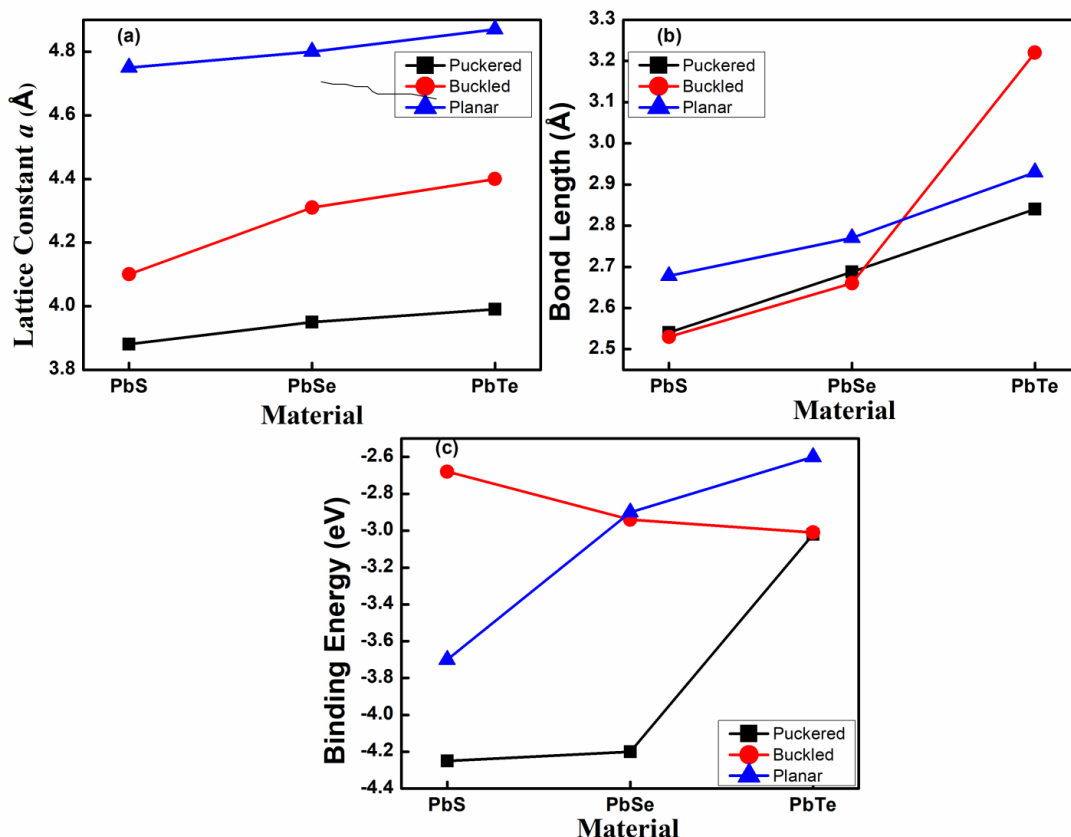 (a)
Lattice Constant a (Å)
4.8
4.6
4.4
4.2
4.0
3.8
Puckered
Buckled
Planar
PbS PbSe PbTe
Material
(b)
Bond Length (Å)
3.3
3.2
3.1
3.0
2.9
2.8
2.7
2.6
2.5
Puckered
Buckled
Planar
PbS PbSe PbTe
Material
(c)
Binding Energy (eV)
-2.6
-2.8
-3.0
-3.2
-3.4
-3.6
-3.8
-4.0
-4.2
-4.4
Puckered
Buckled
Planar
PbS PbSe PbTe
Material